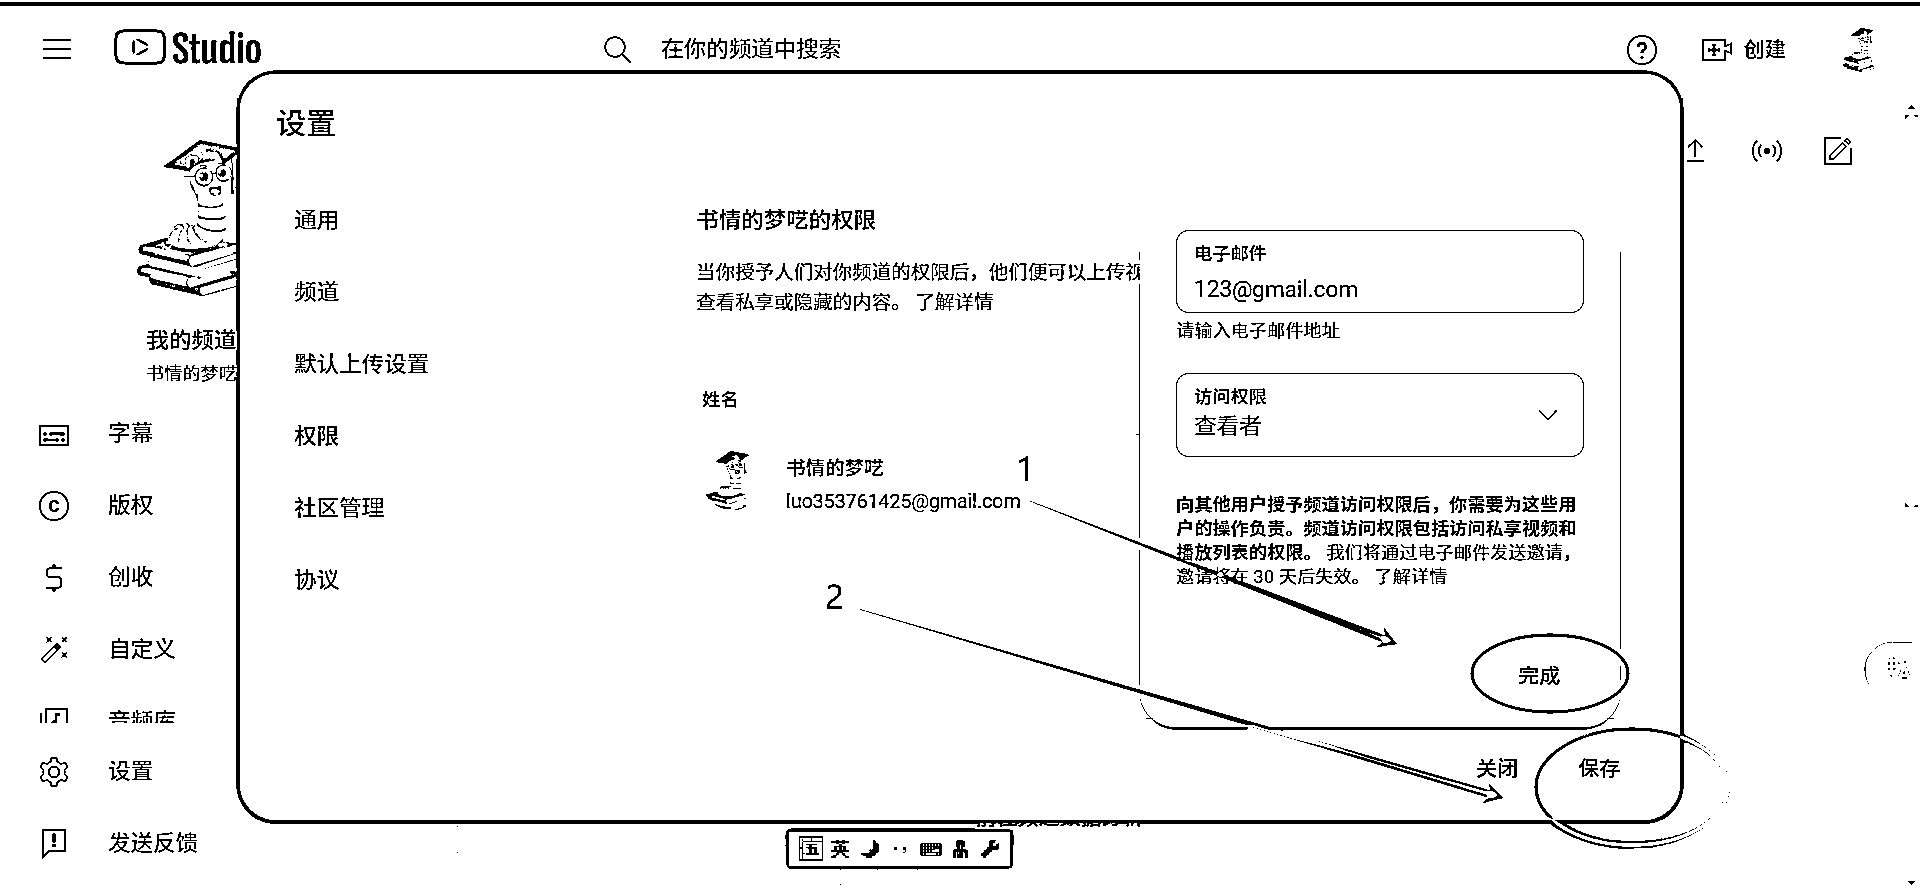 Studio
在你的频道中搜索
创建
设置
通用
频道
默认上传设置
权限
社区管理
协议
书情的梦呓的权限
当你授予人们对你频道的权限后，他们便可以上传视
查看私享或隐藏的内容。 了解详情
姓名
书情的梦呓
luo353761425@gmail.com
1
2
电子邮件
123@gmail.com
请输入电子邮件地址
访问权限
查看者
向其他用户授予频道访问权限后，你需要为这些用
户的操作负责。频道访问权限包括访问私享视频和
播放列表的权限。 我们将通过电子邮件发送邀请，
邀请将在 30 天后失效。 了解详情
完成
关闭
保存
我的频道
书情的梦呓
字幕
版权
创收
自定义
音频库
设置
发送反馈
五 英